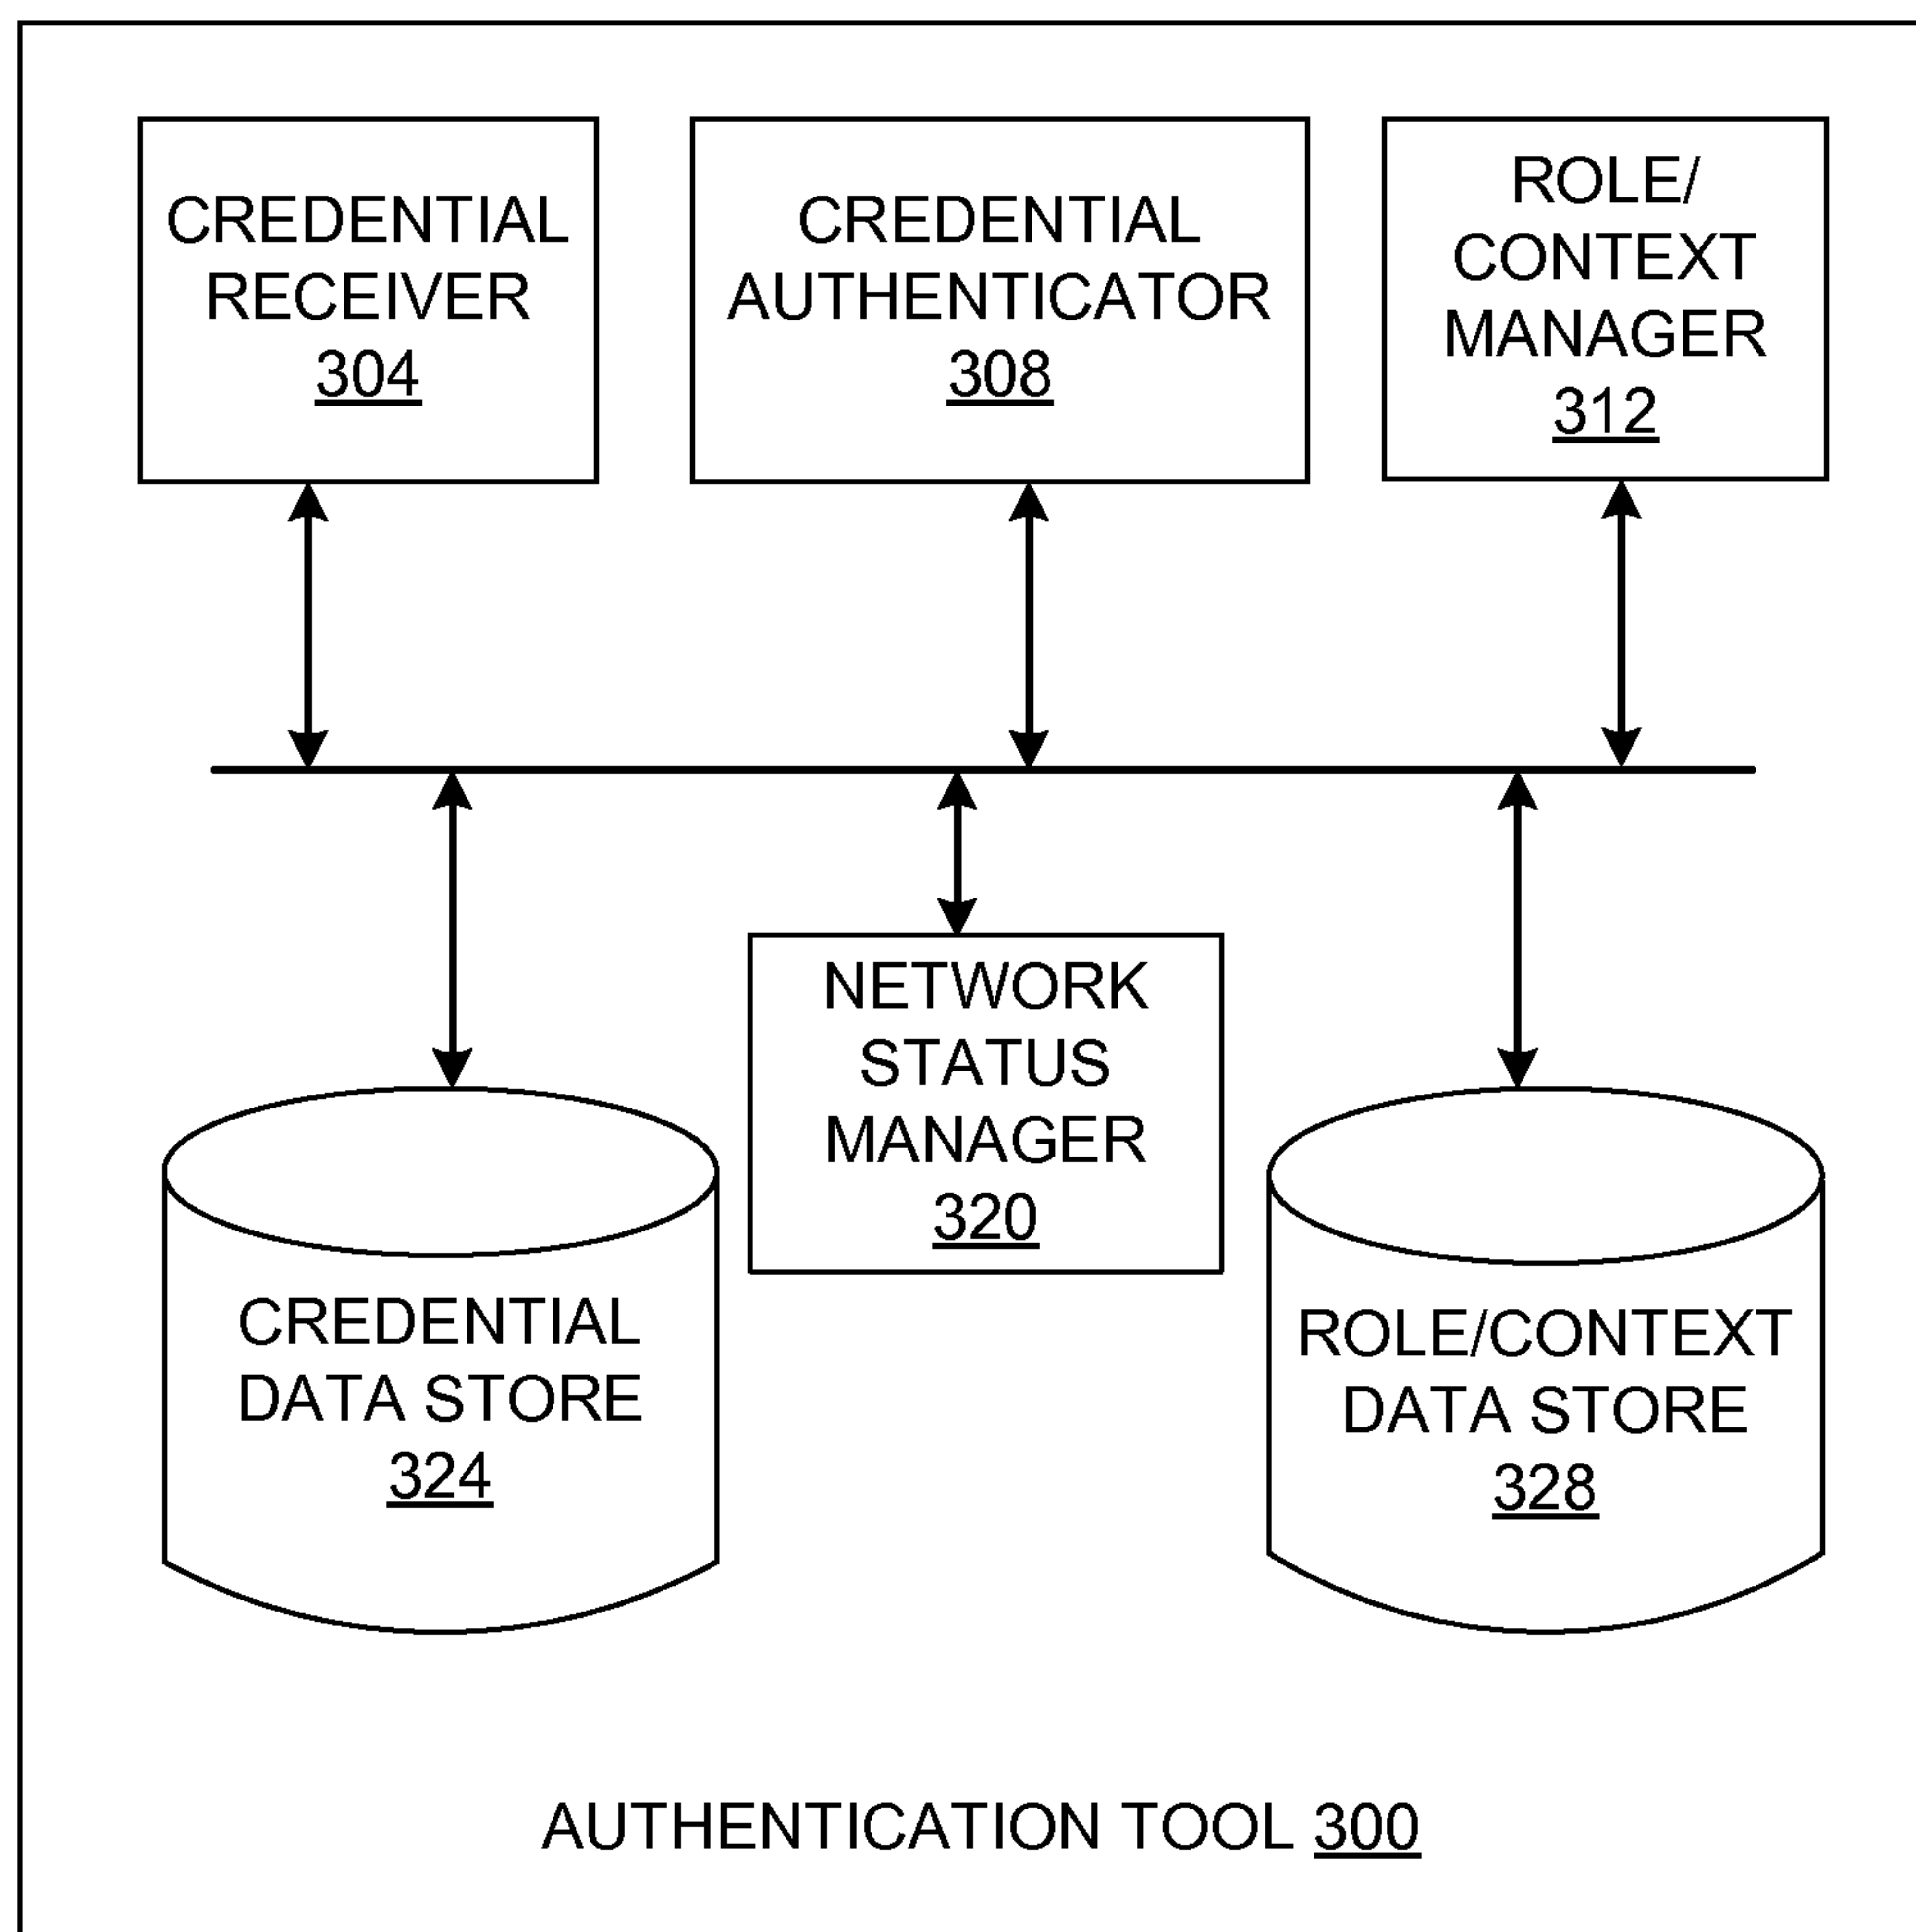 CREDENTIAL
RECEIVER
304
CREDENTIAL
AUTHENTICATOR
308
ROLE/
CONTEXT
MANAGER
312
NETWORK
STATUS
MANAGER
320
CREDENTIAL
DATA STORE
324
ROLE/CONTEXT
DATA STORE
328
AUTHENTICATION TOOL 300